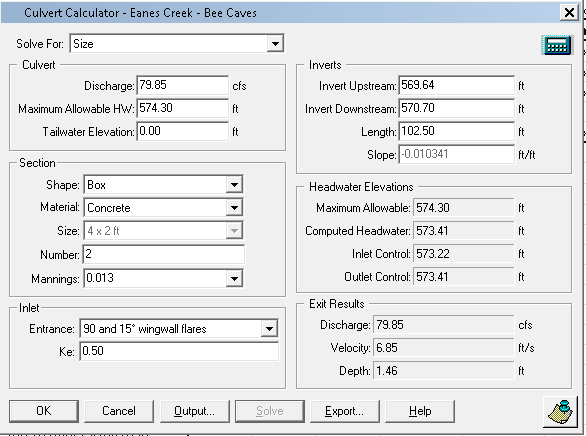 Culvert Calculator - Eanes Creek - Bee Caves
Solve For: Size
Culvert
Discharge: 79.85 cfs
Maximum Allowable HW: 574.30 ft
Tailwater Elevation: 0.00 ft
Section
Shape: Box
Material: Concrete
Size: 4 x 2 ft
Number: 2
Mannings: 0.013
Inlet
Entrance: 90 and 15° wingwall flares
Ke: 0.50
Inverts
Invert Upstream: 569.64 ft
Invert Downstream: 570.70 ft
Length: 102.50 ft
Slope: -0.010341 ft/ft
Headwater Elevations
Maximum Allowable: 574.30 ft
Computed Headwater: 573.41 ft
Inlet Control: 573.22 ft
Outlet Control: 573.41 ft
Exit Results
Discharge: 79.85 cfs
Velocity: 6.85 ft/s
Depth: 1.46 ft
OK Cancel Output... Solve Export... Help